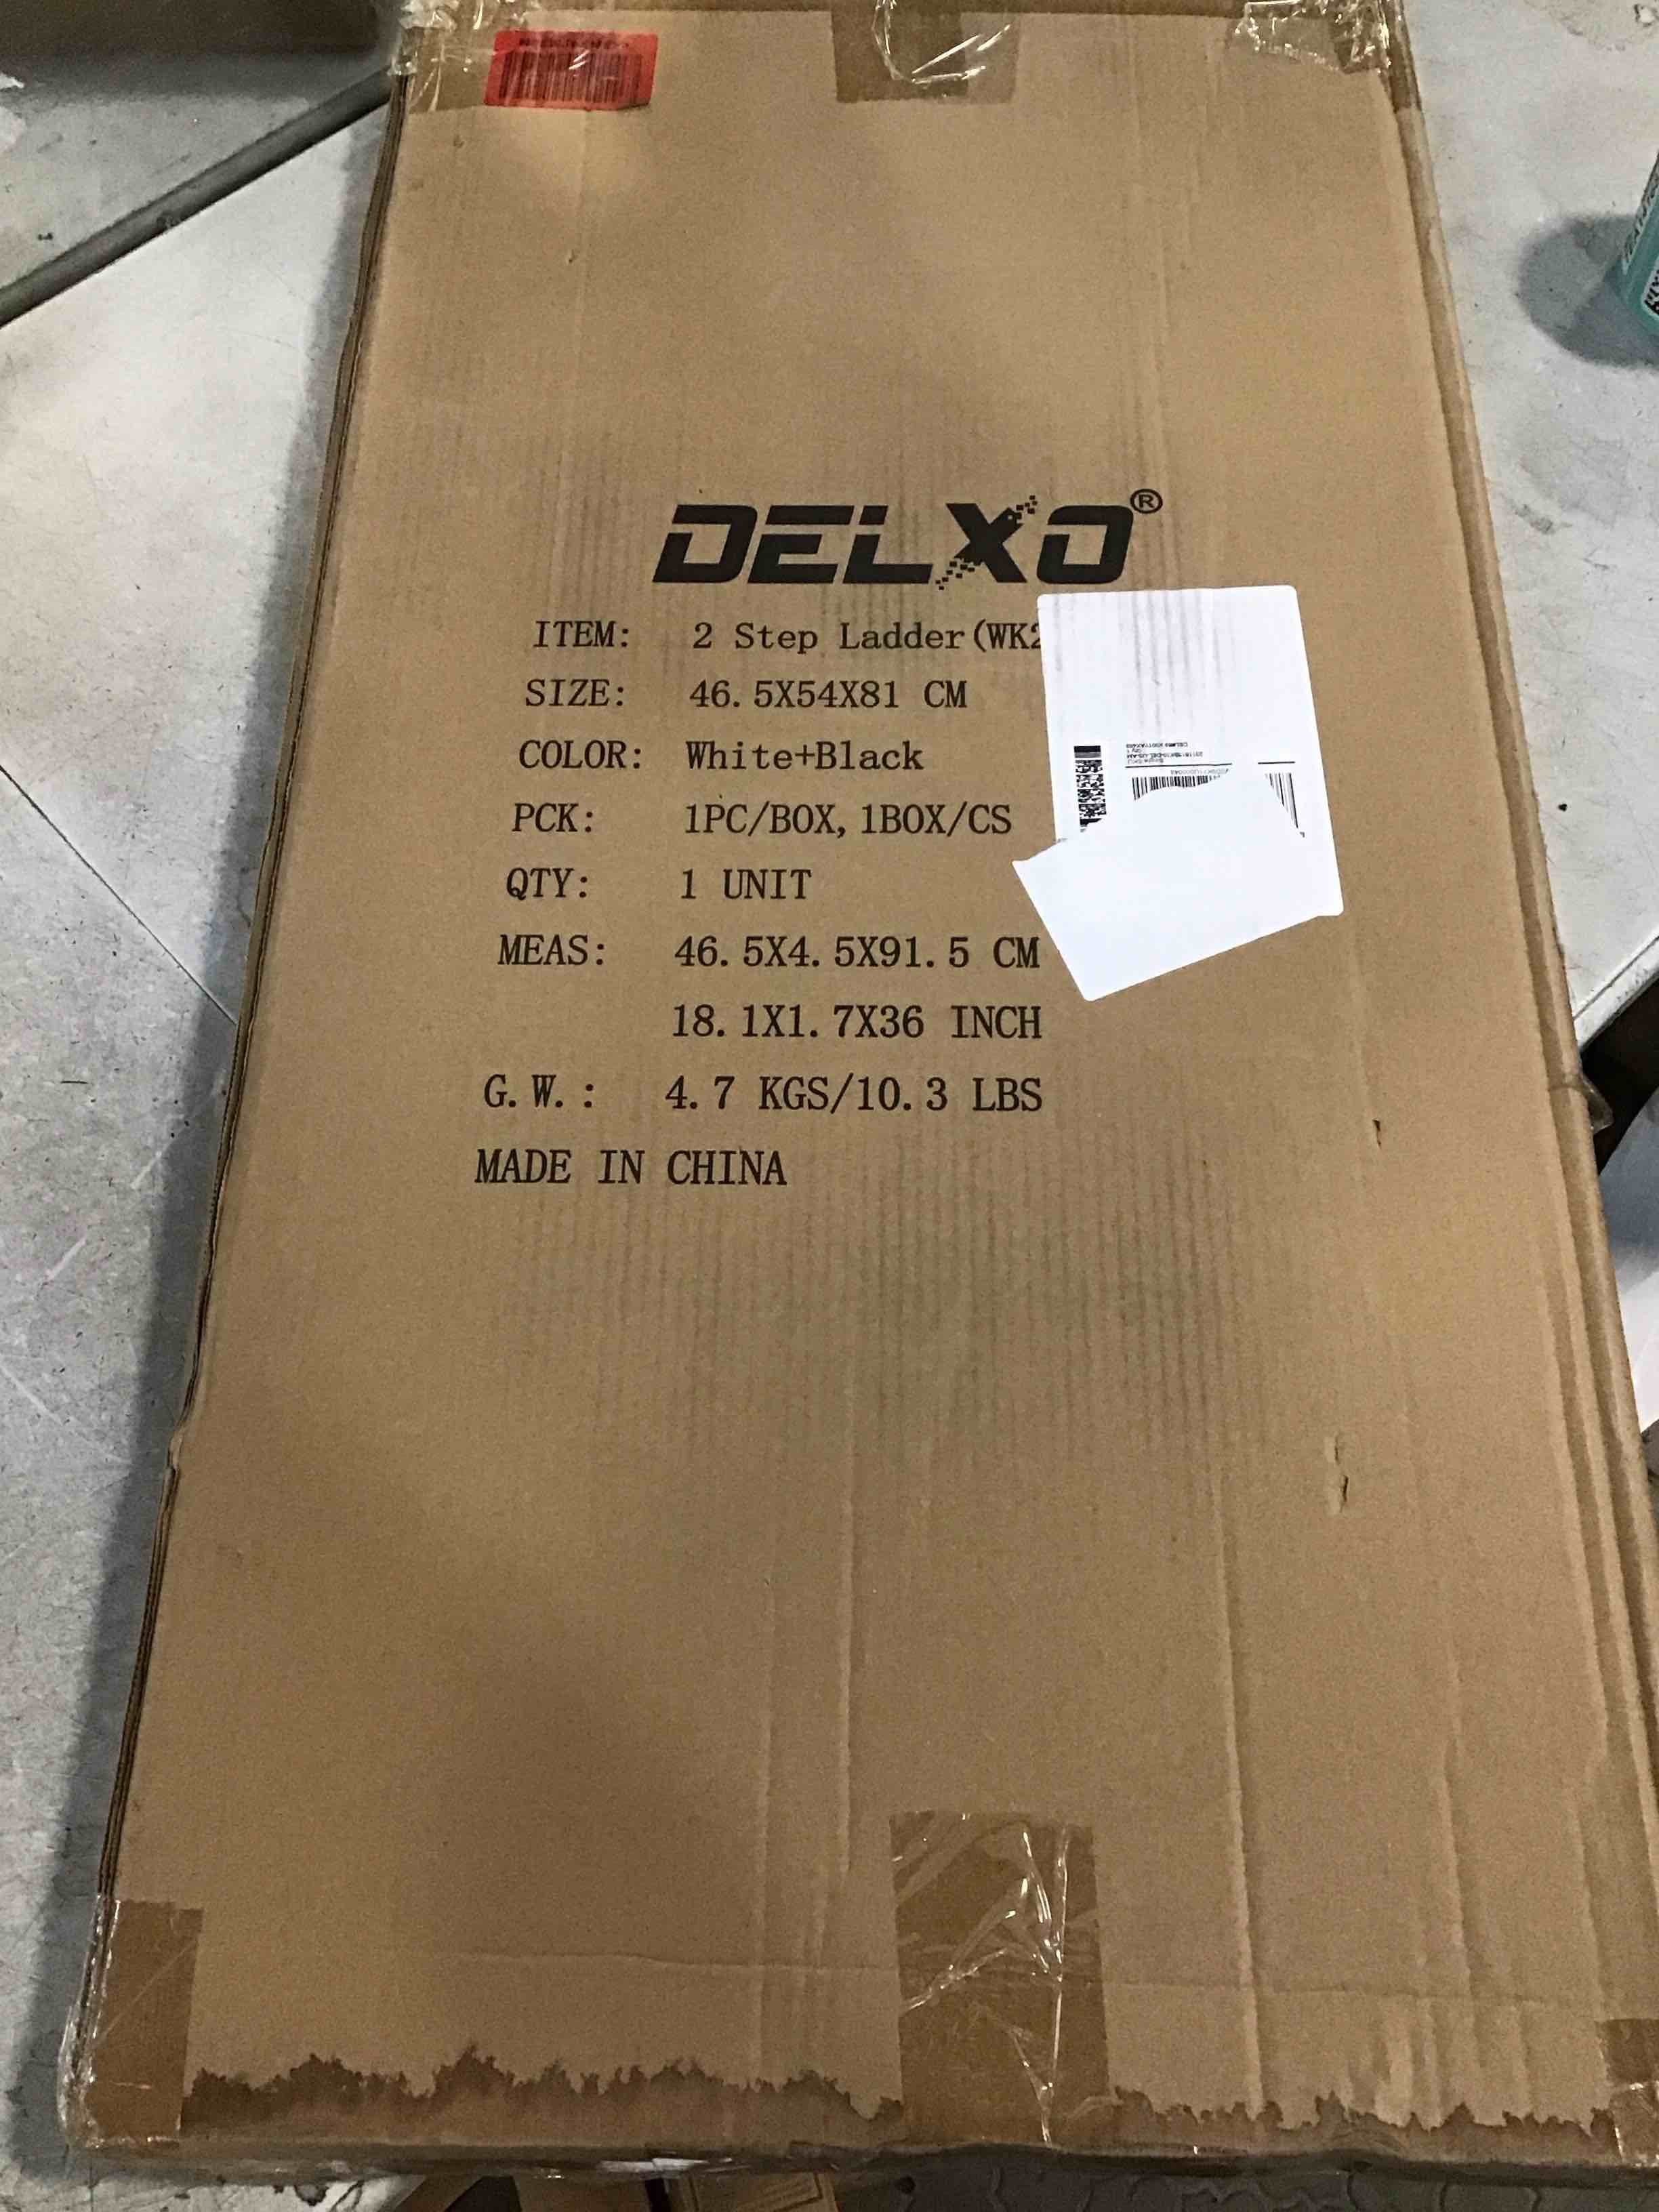 DELXO®
ITEM: 2 Step Ladder(WK2
SIZE: 46.5X54X81 CM
COLOR: White+Black
PCK: 1PC/BOX, 1BOX/CS
QTY: 1 UNIT
MEAS: 46.5X4.5X91.5 CM
18.1X1.7X36 INCH
G.W.: 4.7 KGS/10.3 LBS
MADE IN CHINA